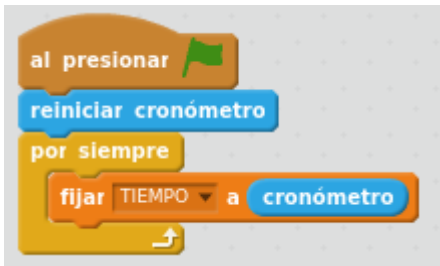 al presionar
reiniciar cronómetro
por siempre
fijar TIEMPO a cronómetro